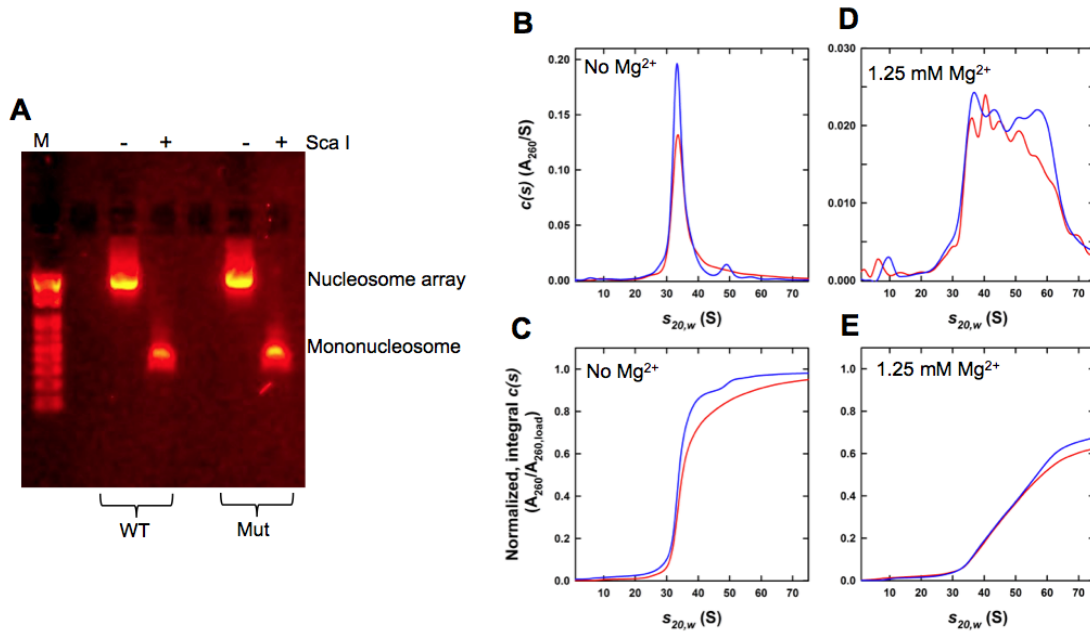 A
M - + - + Sca I
Nucleosome array
Mononucleosome
WT Mut
B
No Mg2+
c(s) (A260/S)
0.20
0.15
0.10
0.05
0.00
10 20 30 40 50 60 70
s20,w (S)
D
1.25 mM Mg2+
0.030
0.020
0.010
0.000
10 20 30 40 50 60 70
s20,w (S)
C
No Mg2+
Normalized, integral c(s)
(A260/A260,load)
1.0
0.8
0.6
0.4
0.2
0.0
10 20 30 40 50 60 70
s20,w (S)
E
1.25 mM Mg2+
1.0
0.8
0.6
0.4
0.2
0.0
10 20 30 40 50 60 70
s20,w (S)